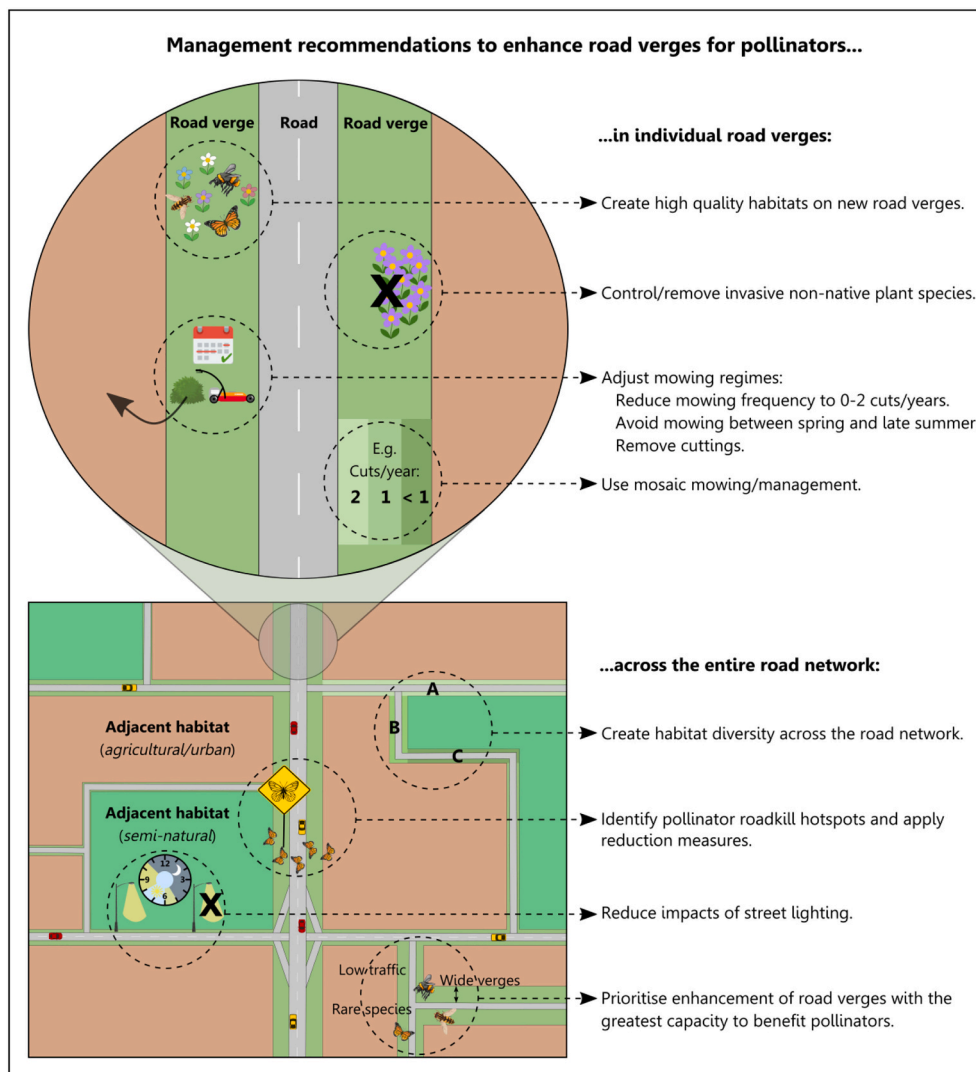 Management recommendations to enhance road verges for pollinators...
Road verge
Road
Road verge
...in individual road verges:
Create high quality habitats on new road verges.
X
Control/remove invasive non-native plant species.
Adjust mowing regimes:
Reduce mowing frequency to 0-2 cuts/years.
Avoid mowing between spring and late summer
Remove cuttings.
E.g.
Cuts/year:
2 1 < 1
Use mosaic mowing/management.
...across the entire road network:
A
B
C
Create habitat diversity across the road network.
Adjacent habitat
(agricultural/urban)
Adjacent habitat
(semi-natural)
Identify pollinator roadkill hotspots and apply
reduction measures.
12
9
3
6
X
Reduce impacts of street lighting.
Low traffic
Wide verges
Rare species
Prioritise enhancement of road verges with the
greatest capacity to benefit pollinators.